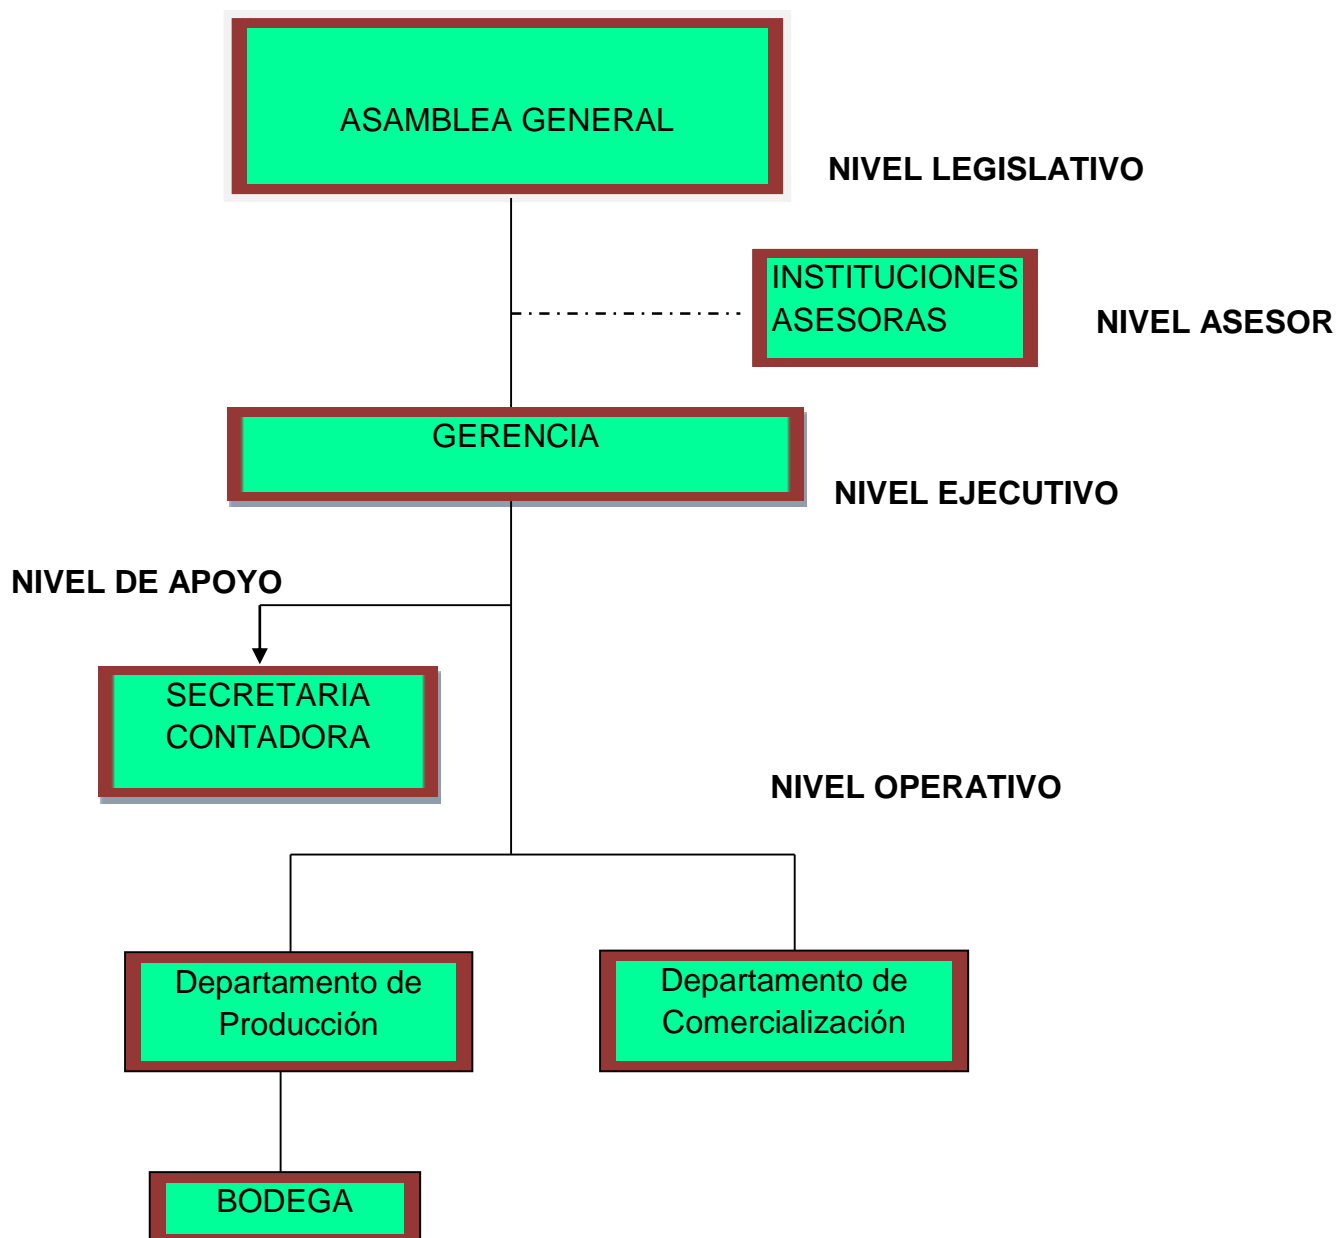 ASAMBLEA GENERAL
NIVEL LEGISLATIVO
INSTITUCIONES
ASESORAS
NIVEL ASESOR
GERENCIA
NIVEL EJECUTIVO
NIVEL DE APOYO
SECRETARIA
CONTADORA
NIVEL OPERATIVO
Departamento de
Producción
Departamento de
Comercialización
BODEGA